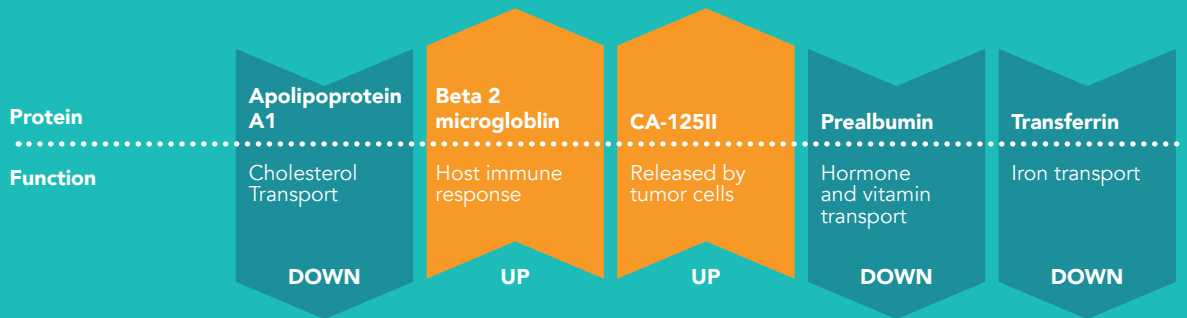 Protein
Apolipoprotein
A1
Beta 2
microgloblin
CA-125II
Prealbumin
Transferrin
Function
Cholesterol
Transport
Host immune
response
Released by
tumor cells
Hormone
and vitamin
transport
Iron transport
DOWN
UP
UP
DOWN
DOWN